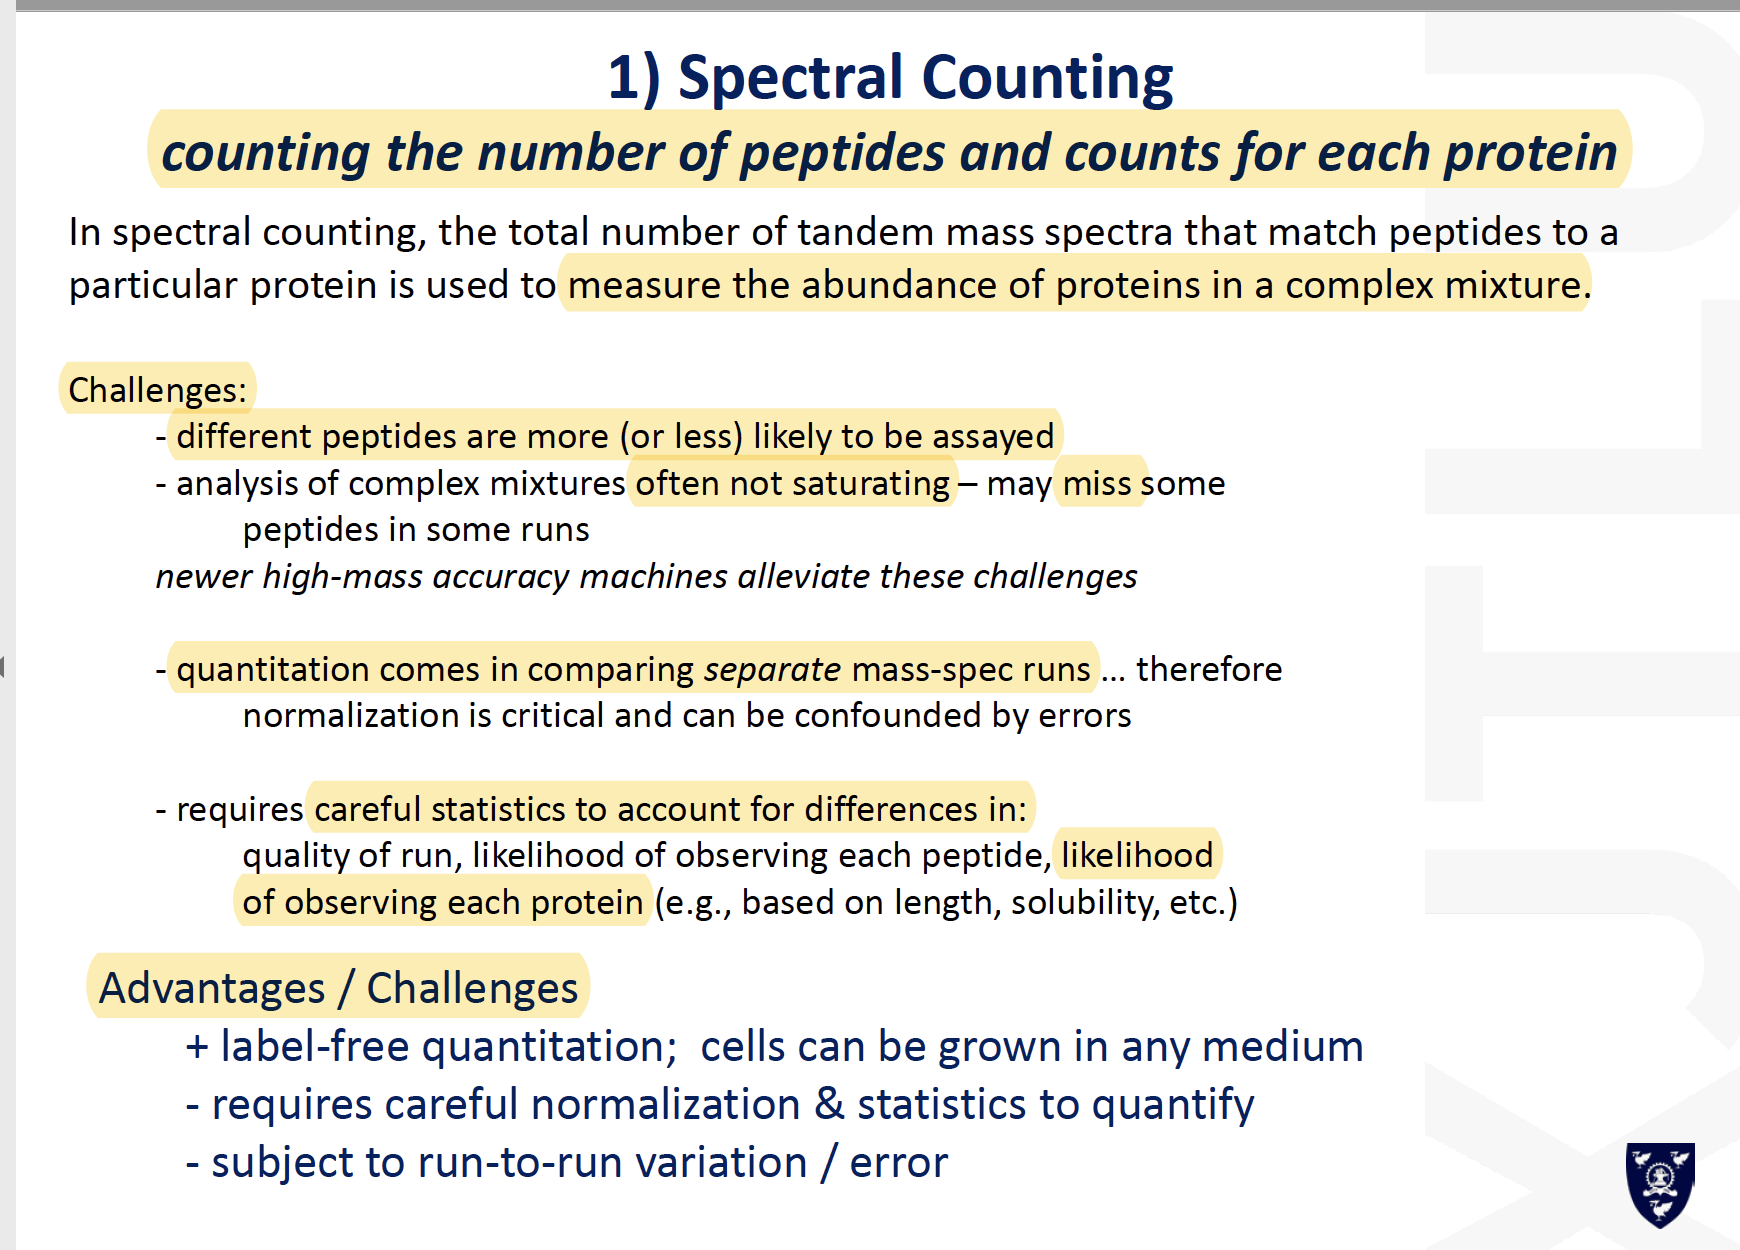 1) Spectral Counting
counting the number of peptides and counts for each protein
In spectral counting, the total number of tandem mass spectra that match peptides to a
particular protein is used to measure the abundance of proteins in a complex mixture.
Challenges:
- different peptides are more (or less) likely to be assayed
- analysis of complex mixtures often not saturating – may miss some
peptides in some runs
newer high-mass accuracy machines alleviate these challenges
- quantitation comes in comparing separate mass-spec runs ... therefore
normalization is critical and can be confounded by errors
- requires careful statistics to account for differences in:
quality of run, likelihood of observing each peptide, likelihood
of observing each protein (e.g., based on length, solubility, etc.)
Advantages / Challenges
+ label-free quantitation;  cells can be grown in any medium
- requires careful normalization & statistics to quantify
- subject to run-to-run variation / error